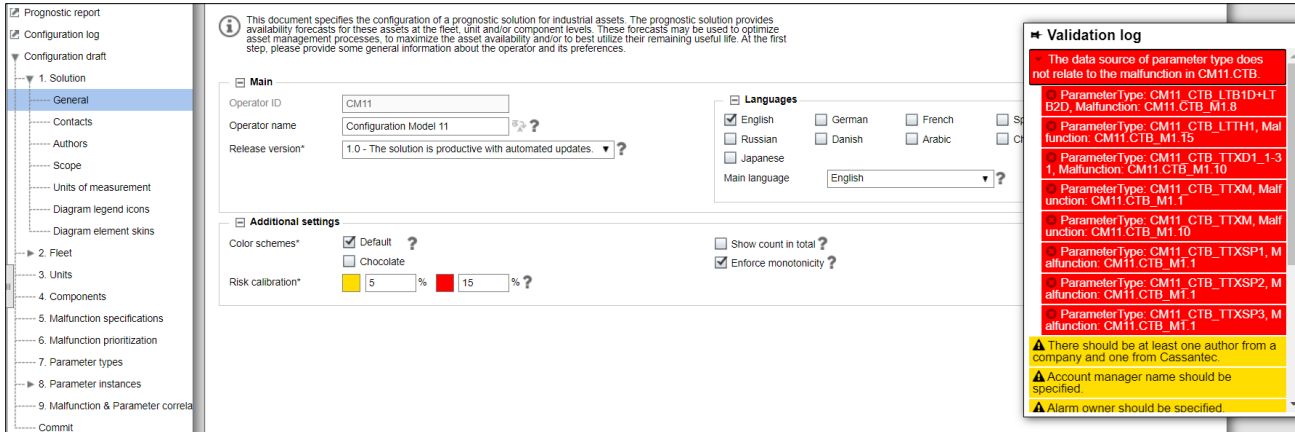 Prognostic report
Configuration log
Configuration draft
1. Solution
General
Contacts
Authors
Scope
Units of measurement
Diagram legend icons
Diagram element skins
2. Fleet
3. Units
4. Components
5. Malfunction specifications
6. Malfunction prioritization
7. Parameter types
8. Parameter instances
9. Malfunction & Parameter correla
Commit
This document specifies the configuration of a prognostic solution for industrial assets. The prognostic solution provides
availability forecasts for these assets at the fleet, unit and/or component levels. These forecasts may be used to optimize
asset management processes, to maximize the asset availability and/or to best utilize their remaining useful life. At the first
step, please provide some general information about the operator and its preferences.
Main
Operator ID CM11
Operator name Configuration Model 11 ?
Release version* 1.0 - The solution is productive with automated updates. ?
Languages
English German French Sp
Russian Danish Arabic Ch
Japanese
Main language English ?
Additional settings
Color schemes* Default ?
Chocolate
Risk calibration* 5 % 15 % ?
Show count in total ?
Enforce monotonicity ?
Validation log
The data source of parameter type does
not relate to the malfunction in CM11.CTB.
ParameterType: CM11_CTB_LTB1D+LT
B2D, Malfunction: CM11.CTB_M1.8
ParameterType: CM11_CTB_LTTH1, Mal
function: CM11.CTB_M1.15
ParameterType: CM11_CTB_TTXD1_1-3
1, Malfunction: CM11.CTB_M1.10
ParameterType: CM11_CTB_TTXM, Malf
unction: CM11.CTB_M1.1
ParameterType: CM11_CTB_TTXM, Malf
unction: CM11.CTB_M1.10
ParameterType: CM11_CTB_TTXSP1, M
alfunction: CM11.CTB_M1.1
ParameterType: CM11_CTB_TTXSP2, M
alfunction: CM11.CTB_M1.1
ParameterType: CM11_CTB_TTXSP3, M
alfunction: CM11.CTB_M1.1
There should be at least one author from a
company and one from Cassantec.
Account manager name should be
specified.
Alarm owner should be specified.